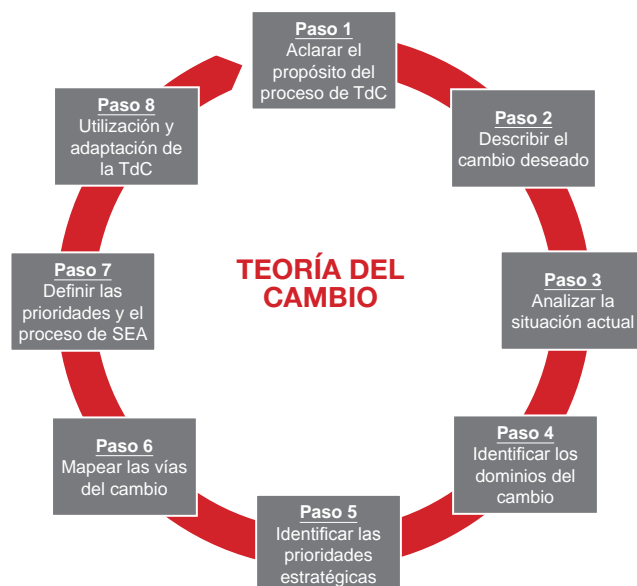 Paso 1
Aclarar el
propósito del
proceso de TdC
Paso 2
Describir el
cambio deseado
Paso 3
Analizar la
situación actual
Paso 4
Identificar los
dominios del
cambio
Paso 5
Identificar las
prioridades
estratégicas
Paso 6
Mapear las vías
del cambio
Paso 7
Definir las
prioridades y el
proceso de SEA
Paso 8
Utilización y
adaptación de
la TdC
TEORÍA DEL
CAMBIO